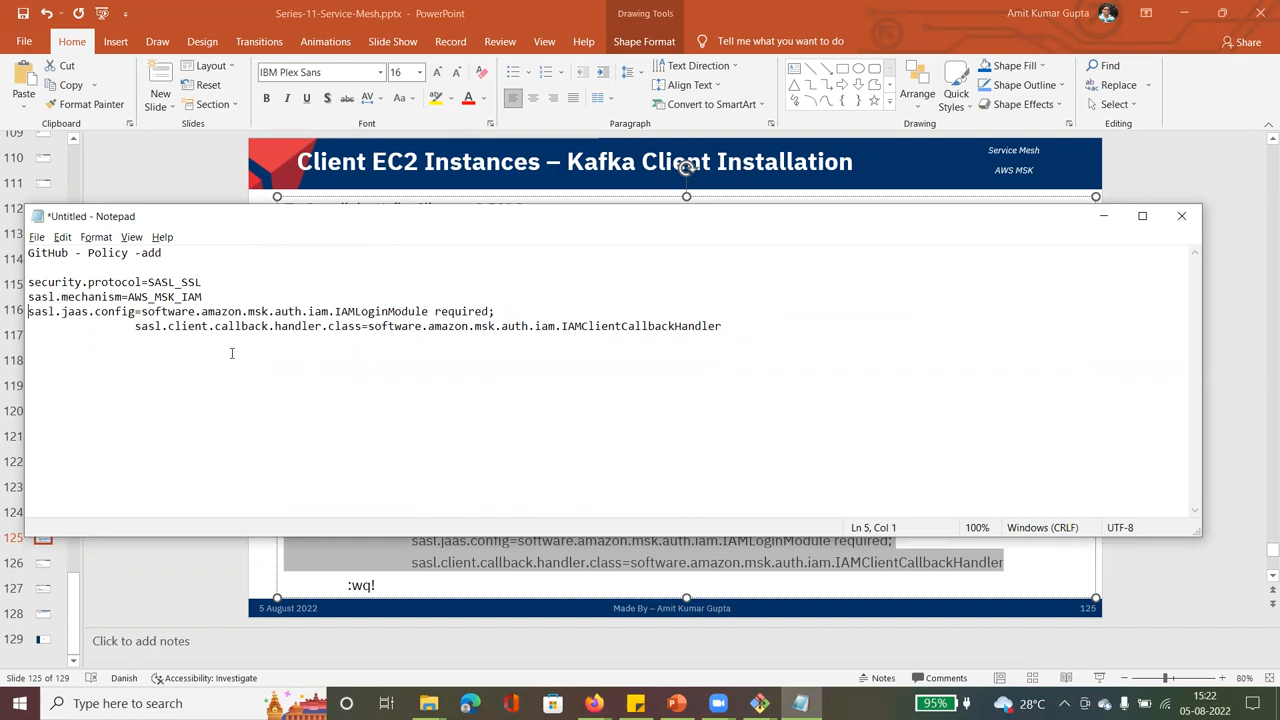 Series-11-Service-Mesh.pptx - PowerPoint
Drawing Tools
Amit Kumar Gupta
File Home Insert Draw Design Transitions Animations Slide Show Record Review View Help Shape Format Tell me what you want to do Share
Paste Cut Copy Format Painter
Clipboard
New Slide Layout Reset Section
Slides
IBM Plex Sans 16
B I U S abc AV Aa A
Font
Paragraph
Text Direction
Align Text
Convert to SmartArt
Arrange
Quick Styles
Shape Fill
Shape Outline
Shape Effects
Drawing
Find
Replace
Select
Editing
109
110
111
112
113
114
115
116
117
118
119
120
121
122
123
124
125
126
127
128
129
Client EC2 Instances – Kafka Client Installation
Service Mesh
AWS MSK
*Untitled - Notepad
File Edit Format View Help
GitHub - Policy -add
security.protocol=SASL_SSL
sasl.mechanism=AWS_MSK_IAM
sasl.jaas.config=software.amazon.msk.auth.iam.IAMLoginModule required;
sasl.client.callback.handler.class=software.amazon.msk.auth.iam.IAMClientCallbackHandler
Ln 5, Col 1 100% Windows (CRLF) UTF-8
sasl.jaas.config=software.amazon.msk.auth.iam.IAMLoginModule required;
sasl.client.callback.handler.class=software.amazon.msk.auth.iam.IAMClientCallbackHandler
:wq!
5 August 2022 Made By – Amit Kumar Gupta 125
Click to add notes
Slide 125 of 129 Danish Accessibility: Investigate Notes Comments 80%
Type here to search
95%
28°C
ENG
15:22
05-08-2022